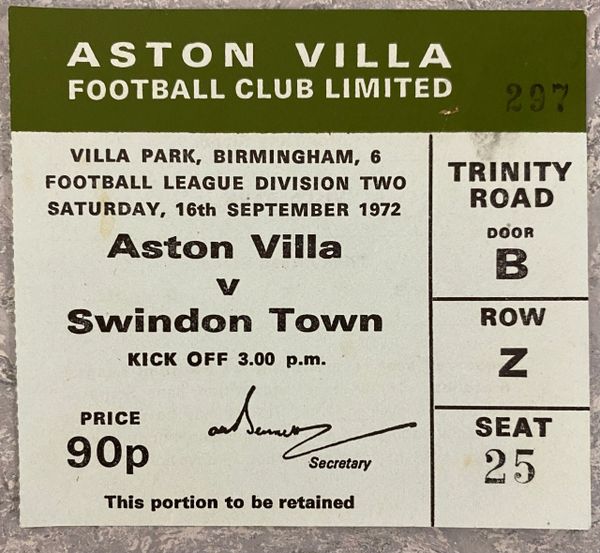 ASTON VILLA
FOOTBALL CLUB LIMITED
297
VILLA PARK, BIRMINGHAM, 6
FOOTBALL LEAGUE DIVISION TWO
SATURDAY, 16th SEPTEMBER 1972
Aston Villa
v
Swindon Town
KICK OFF 3.00 p.m.
PRICE
90p
Secretary
This portion to be retained
TRINITY
ROAD
DOOR
B
ROW
Z
SEAT
25